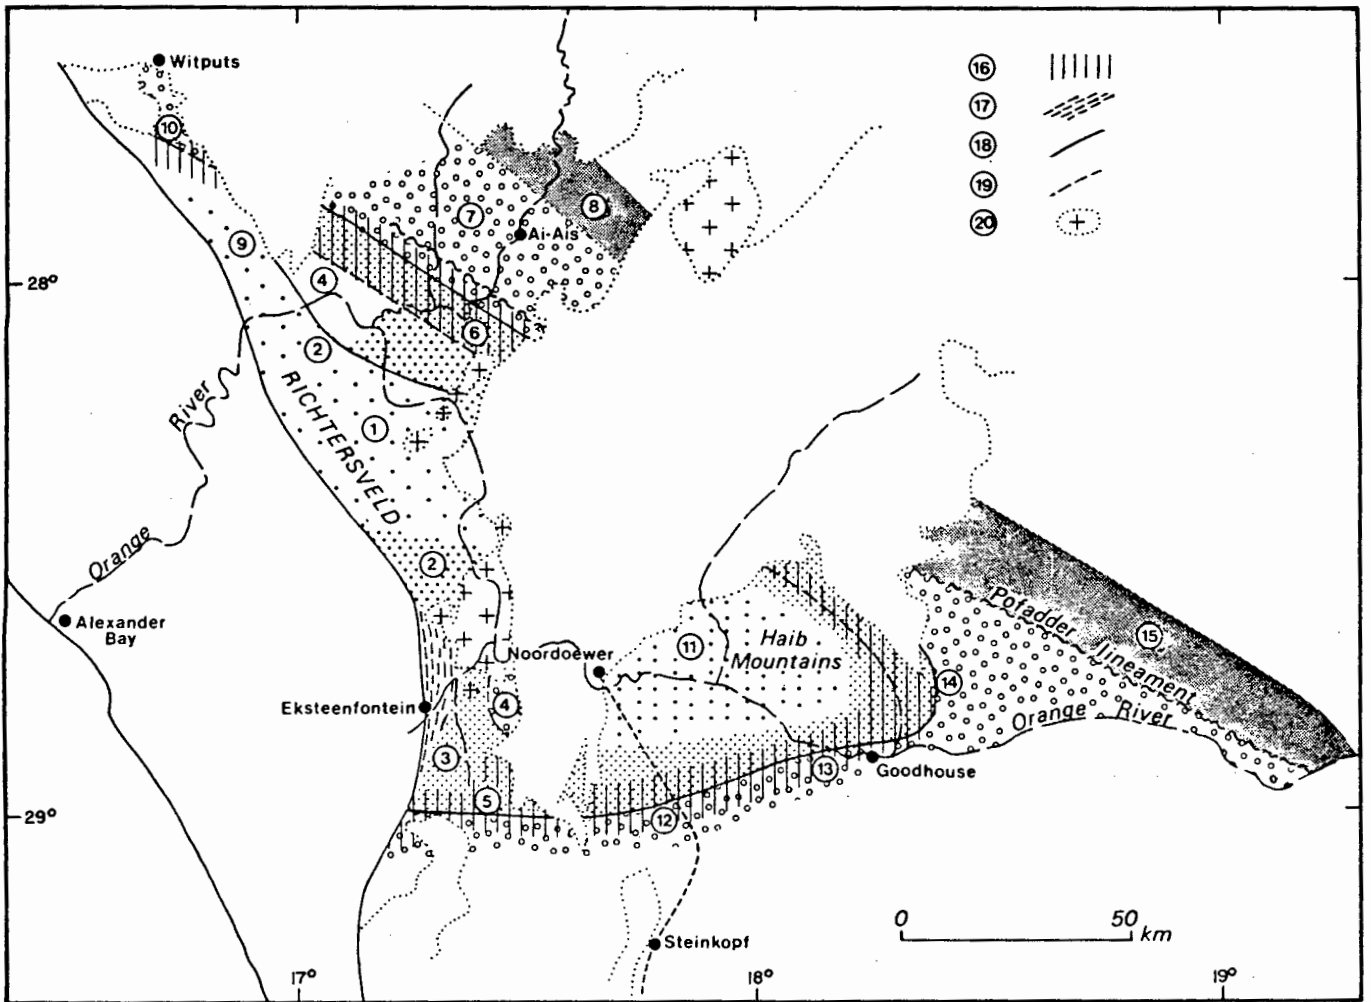 Witputs
16
17
10
18
19
8
7
20
Ai-Ais
9
4
28°
6
2
River
RICHTERSVELD
1
Orange
2
Pofadder
lineament
15
Alexander
Bay
Noordoewer
11
Haib
Mountains
14
4
Eksteenfontein
Orange
River
3
13
Goodhouse
5
29°
12
0
50
km
Steinkopf
17°
18°
19°